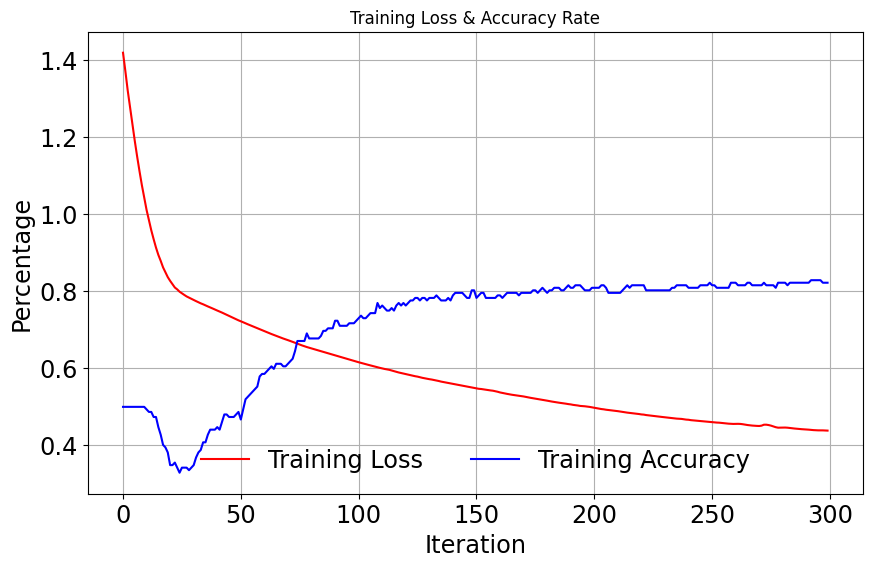 Training Loss & Accuracy Rate
1.4
1.2
1.0
0.8
0.6
0.4
Percentage
Training Loss Training Accuracy
0 50 100 150 200 250 300
Iteration